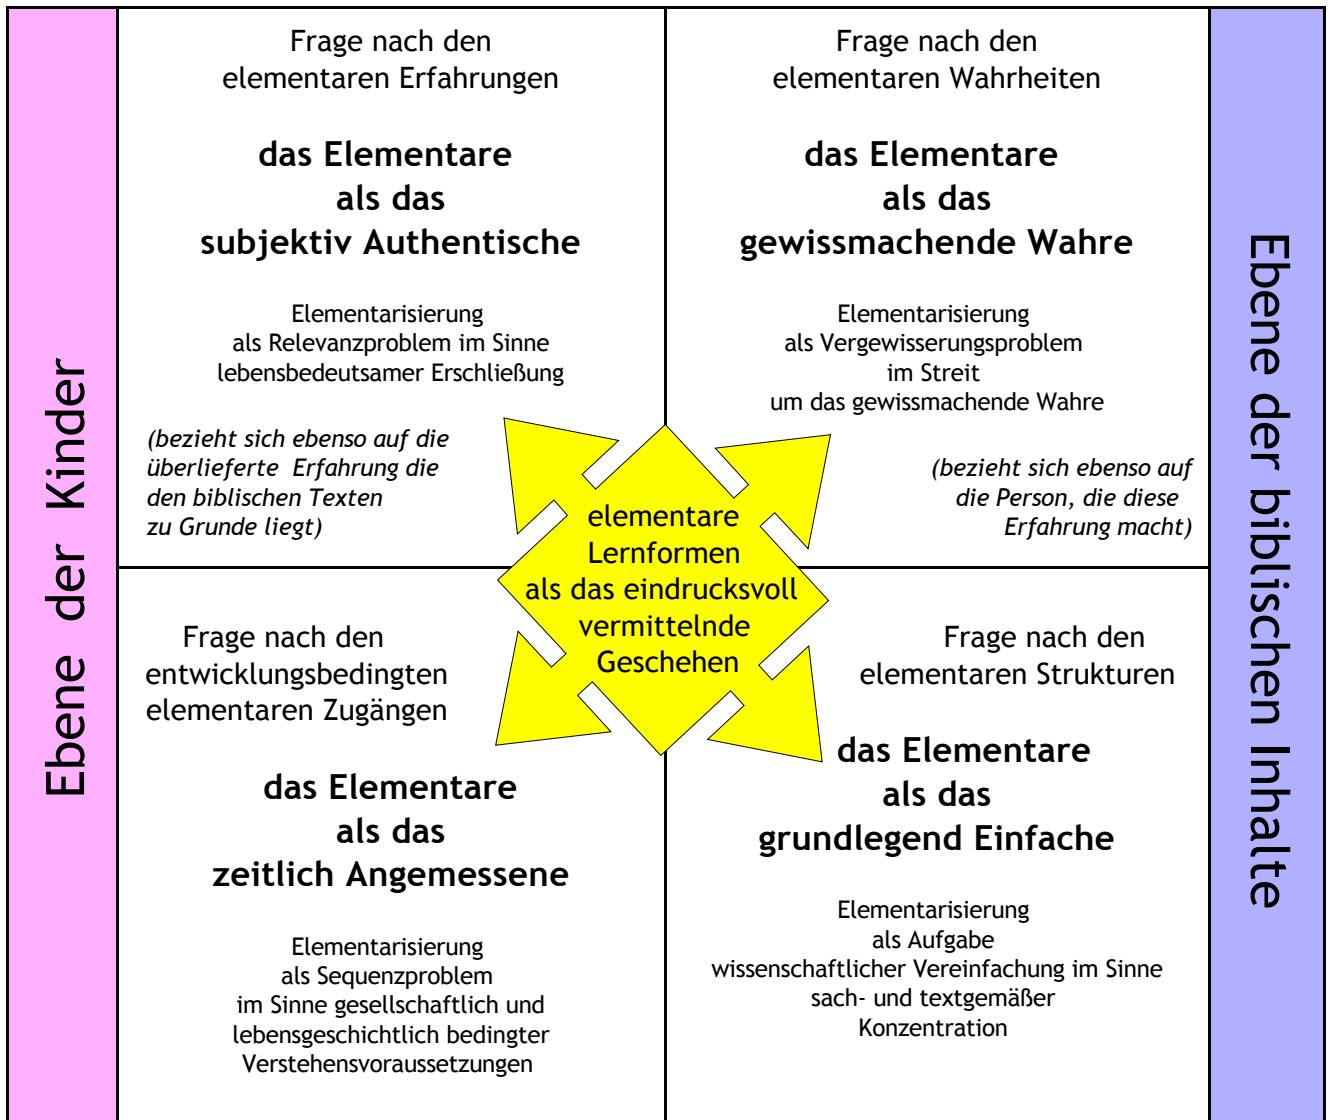 Ebene der Kinder
Frage nach den
elementaren Erfahrungen
das Elementare
als das
subjektiv Authentische
Elementarisierung
als Relevanzproblem im Sinne
lebensbedeutsamer Erschließung
(bezieht sich ebenso auf die
überlieferte Erfahrung die
den biblischen Texten
zu Grunde liegt)
Frage nach den
elementaren Wahrheiten
das Elementare
als das
gewissmachende Wahre
Elementarisierung
als Vergewisserungsproblem
im Streit
um das gewissmachende Wahre
(bezieht sich ebenso auf
die Person, die diese
Erfahrung macht)
elementare
Lernformen
als das eindrucksvoll
vermittelnde
Geschehen
Frage nach den
entwicklungsbedingten
elementaren Zugängen
das Elementare
als das
zeitlich Angemessene
Elementarisierung
als Sequenzproblem
im Sinne gesellschaftlich und
lebensgeschichtlich bedingter
Verstehensvoraussetzungen
Frage nach den
elementaren Strukturen
das Elementare
als das
grundlegend Einfache
Elementarisierung
als Aufgabe
wissenschaftlicher Vereinfachung im Sinne
sach- und textgemäßer
Konzentration
Ebene der biblischen Inhalte